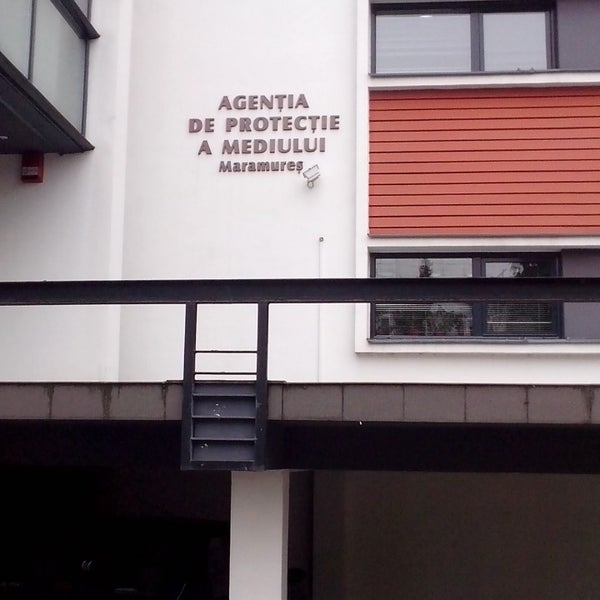 AGENȚIA
DE PROTECȚIE
A MEDIULUI
Maramureș